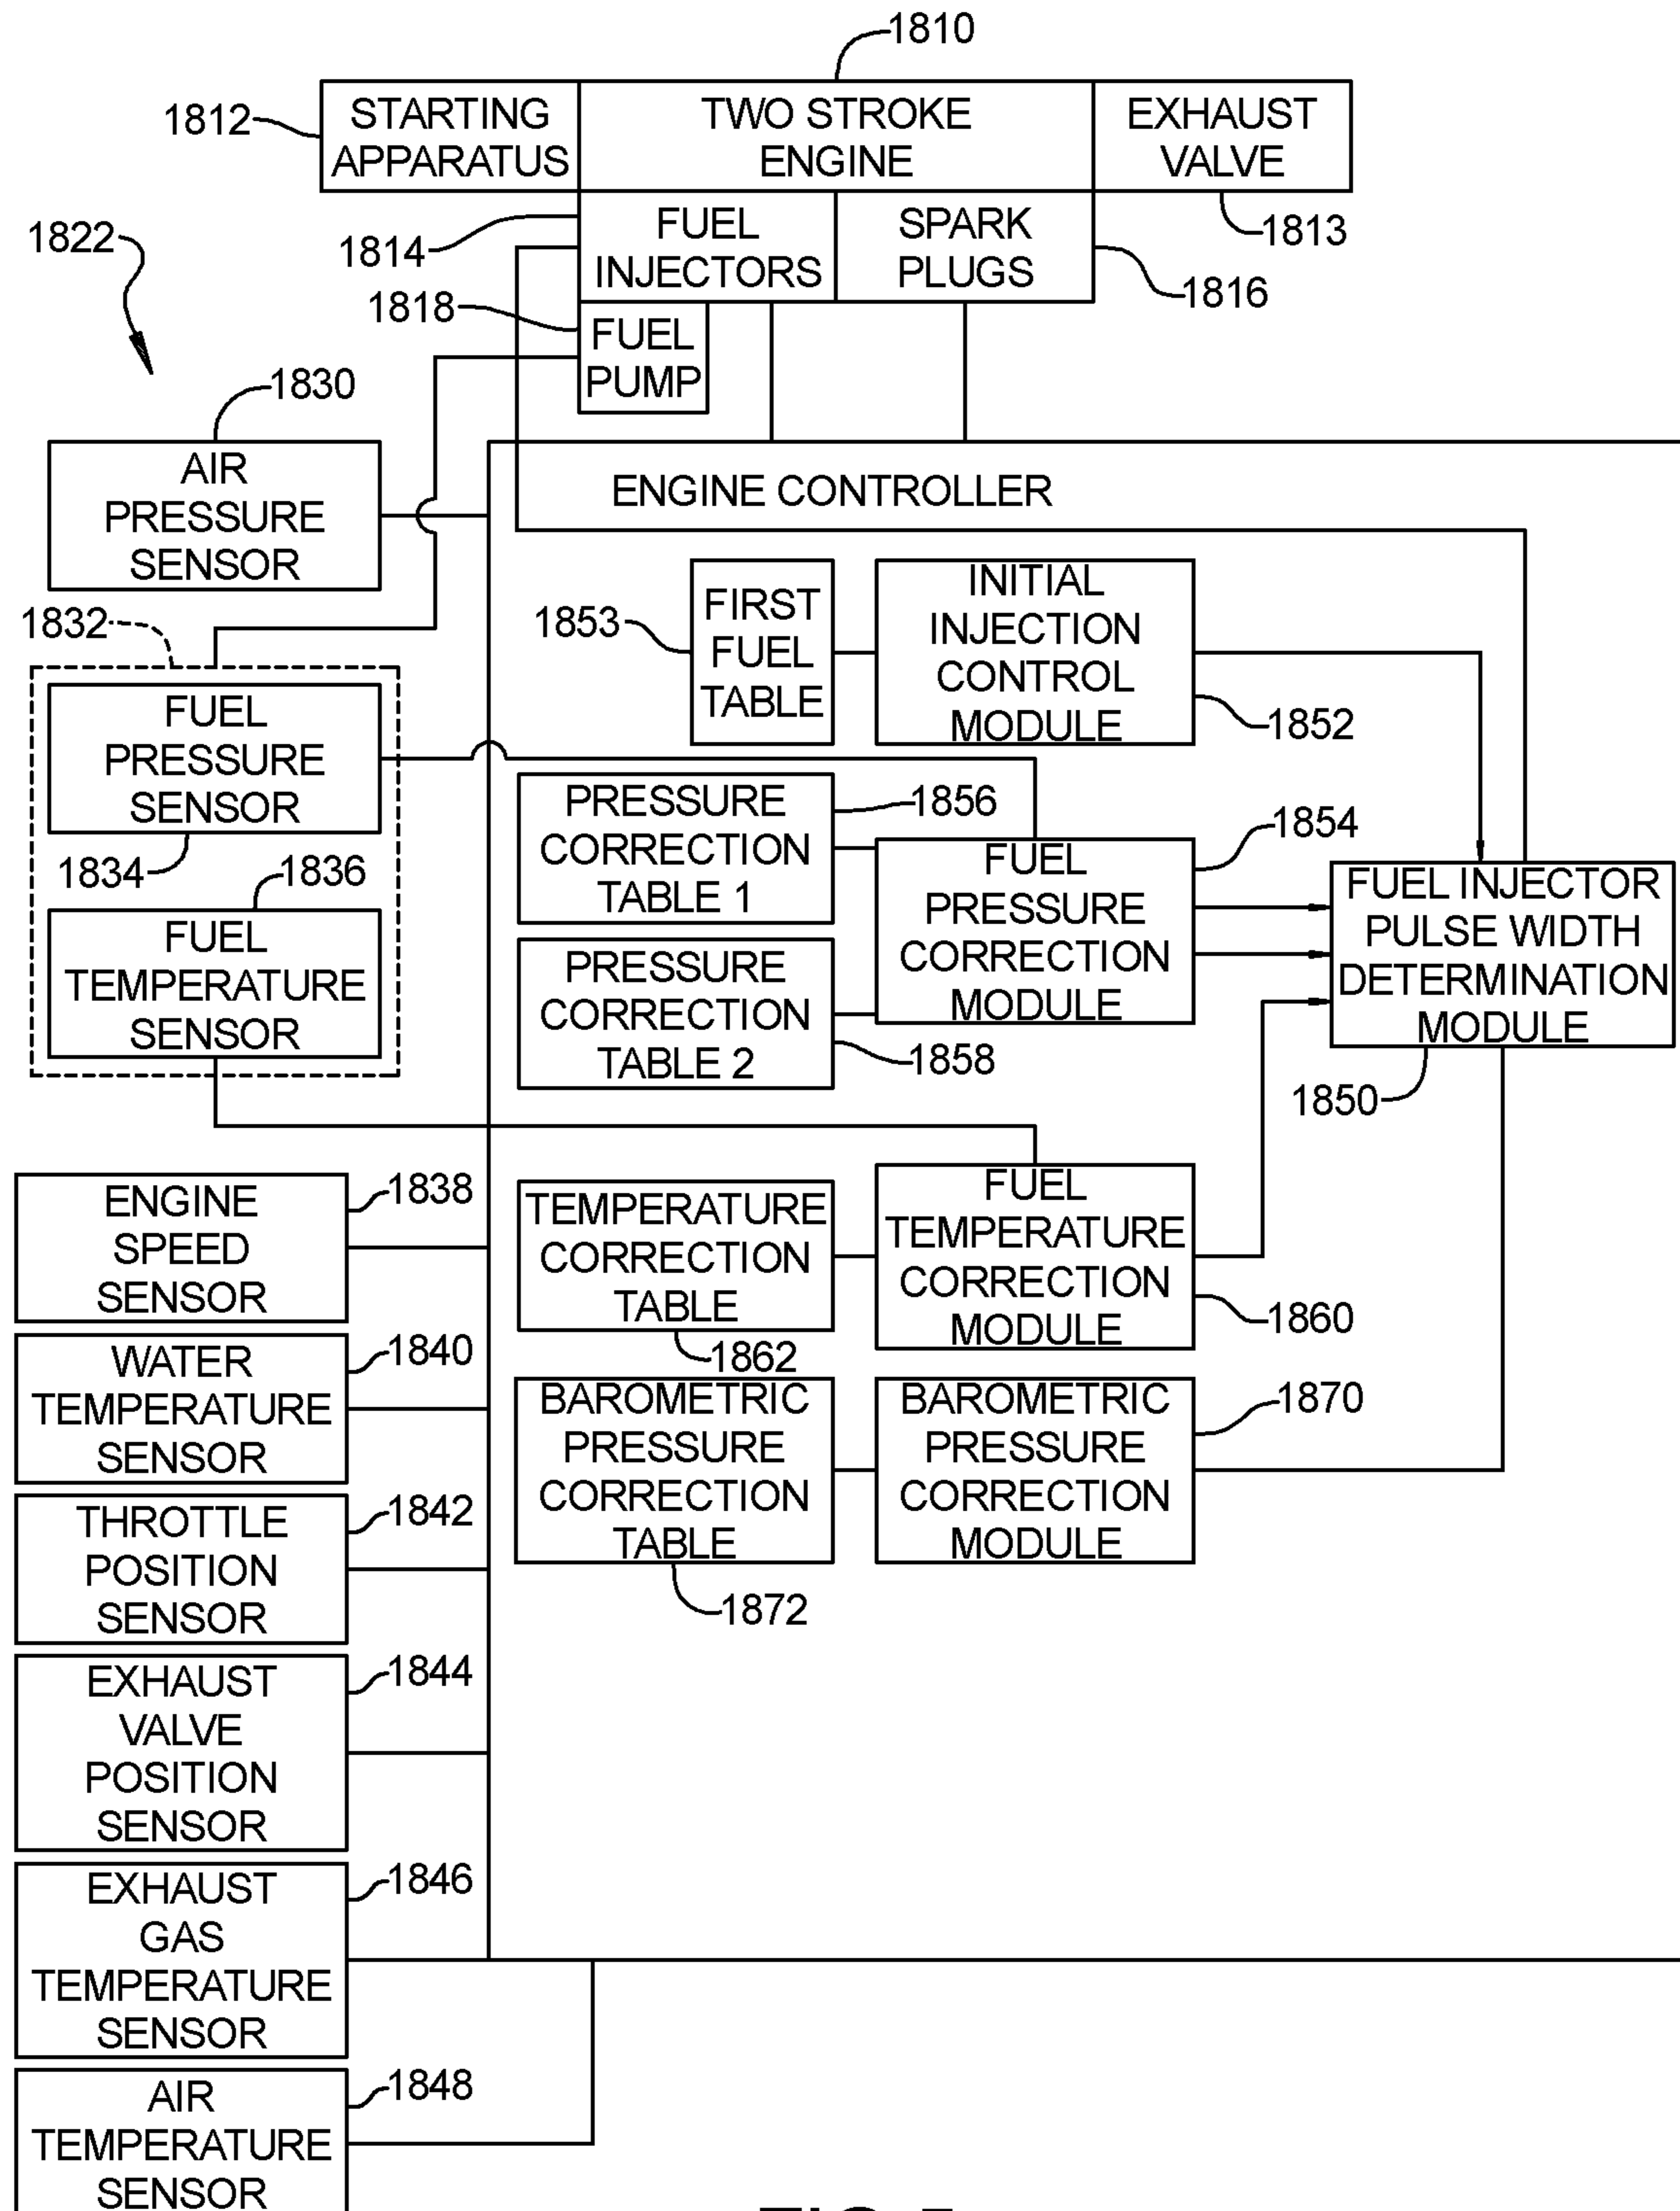 1810
1812
STARTING
APPARATUS
TWO STROKE
ENGINE
EXHAUST
VALVE
1813
1814
FUEL
INJECTORS
SPARK
PLUGS
1816
1822
1818
FUEL
PUMP
1830
AIR
PRESSURE
SENSOR
ENGINE CONTROLLER
1832
FUEL
PRESSURE
SENSOR
1834
1836
FUEL
TEMPERATURE
SENSOR
1853
FIRST
FUEL
TABLE
INITIAL
INJECTION
CONTROL
MODULE
1852
PRESSURE
CORRECTION
TABLE 1
1856
PRESSURE
CORRECTION
TABLE 2
1858
FUEL
PRESSURE
CORRECTION
MODULE
1854
FUEL INJECTOR
PULSE WIDTH
DETERMINATION
MODULE
1850
ENGINE
SPEED
SENSOR
1838
TEMPERATURE
CORRECTION
TABLE
1862
FUEL
TEMPERATURE
CORRECTION
MODULE
1860
WATER
TEMPERATURE
SENSOR
1840
BAROMETRIC
PRESSURE
CORRECTION
TABLE
1872
BAROMETRIC
PRESSURE
CORRECTION
MODULE
1870
THROTTLE
POSITION
SENSOR
1842
EXHAUST
VALVE
POSITION
SENSOR
1844
EXHAUST
GAS
TEMPERATURE
SENSOR
1846
AIR
TEMPERATURE
SENSOR
1848